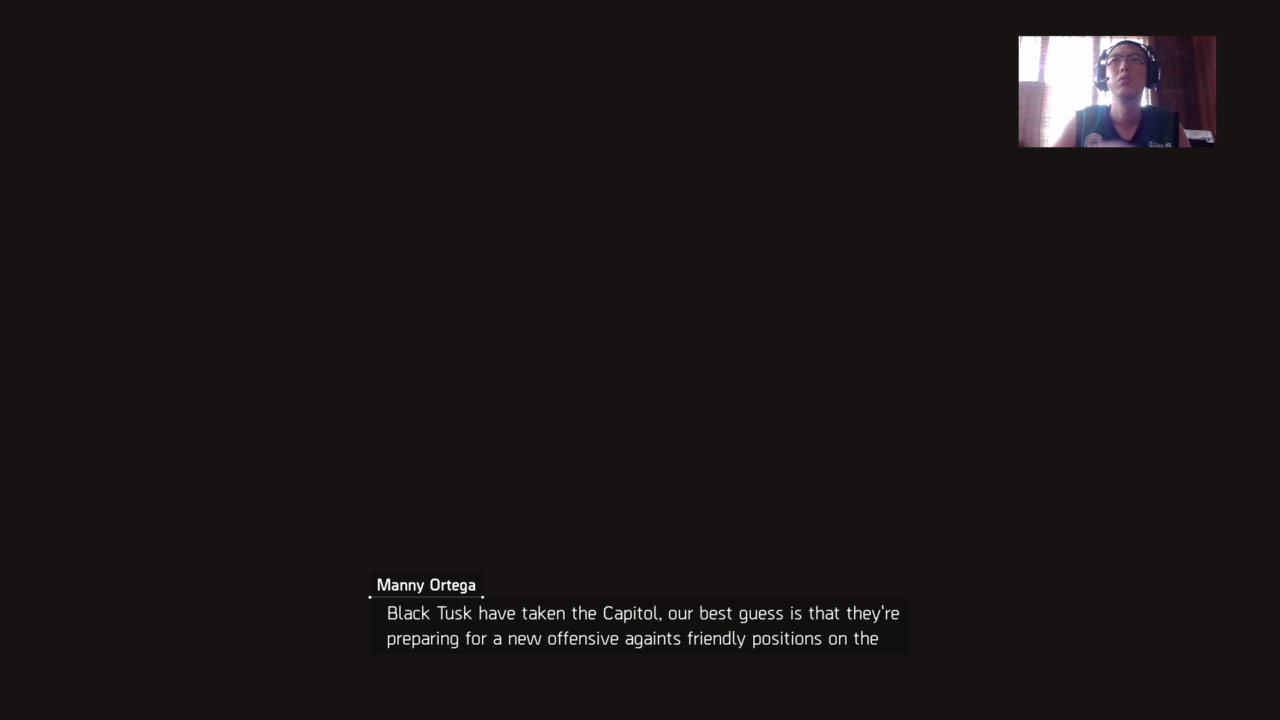 Manny Ortega
Black Tusk have taken the Capitol, our best guess is that they're
preparing for a new offensive againts friendly positions on the